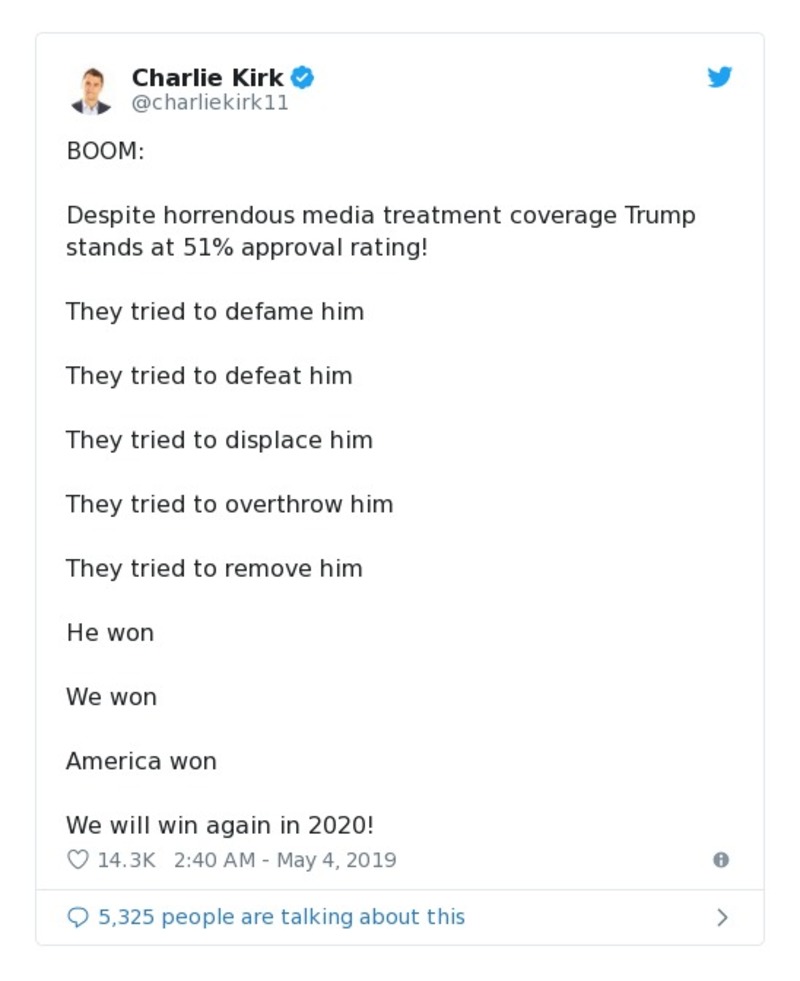 Charlie Kirk
@charliekirk11
BOOM:
Despite horrendous media treatment coverage Trump
stands at 51% approval rating!
They tried to defame him
They tried to defeat him
They tried to displace him
They tried to overthrow him
They tried to remove him
He won
We won
America won
We will win again in 2020!
14.3K 2:40 AM - May 4, 2019
5,325 people are talking about this